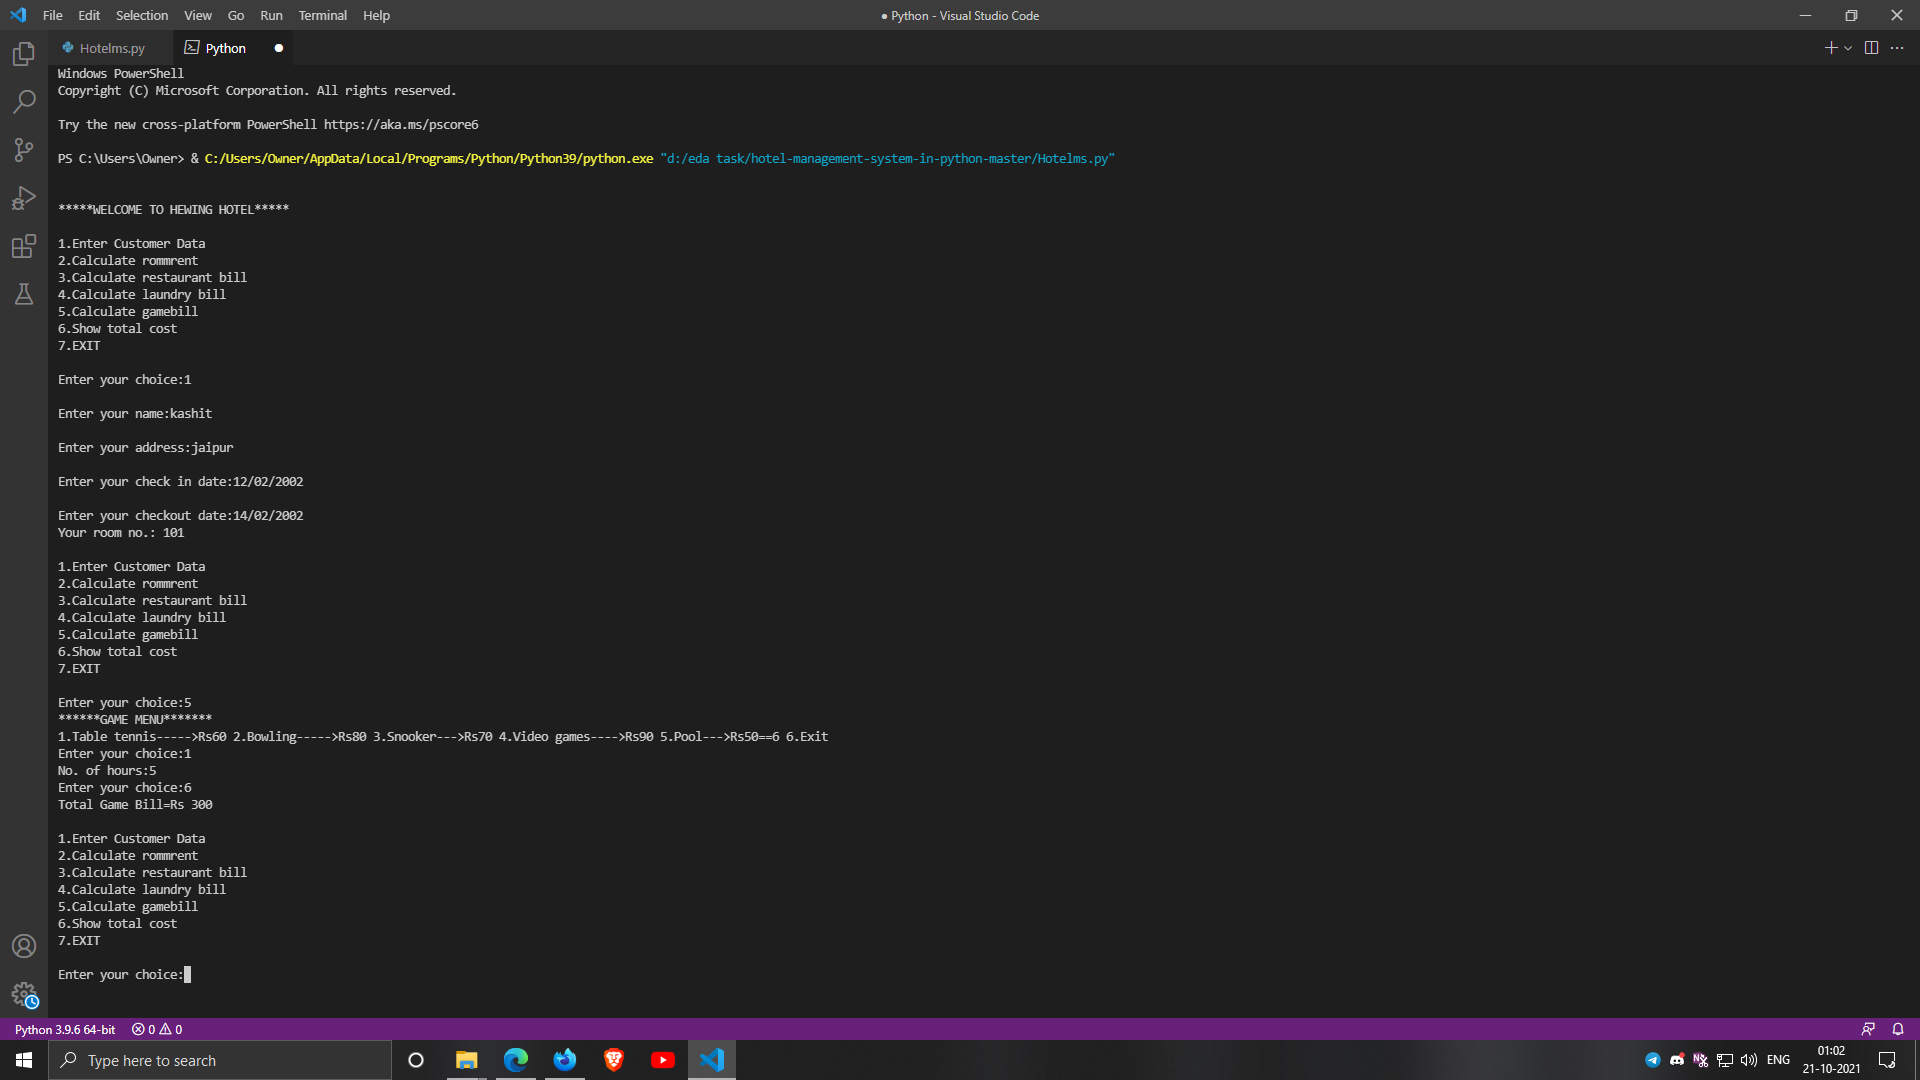 File Edit Selection View Go Run Terminal Help
● Python - Visual Studio Code
Hotelms.py
Python
Windows PowerShell
Copyright (C) Microsoft Corporation. All rights reserved.
Try the new cross-platform PowerShell https://aka.ms/pscore6
PS C:\Users\Owner> & C:/Users/Owner/AppData/Local/Programs/Python/Python39/python.exe "d:/eda task/hotel-management-system-in-python-master/Hotelms.py"
*****WELCOME TO HEWING HOTEL*****
1.Enter Customer Data
2.Calculate rommrent
3.Calculate restaurant bill
4.Calculate laundry bill
5.Calculate gamebill
6.Show total cost
7.EXIT
Enter your choice:1
Enter your name:kashit
Enter your address:jaipur
Enter your check in date:12/02/2002
Enter your checkout date:14/02/2002
Your room no.: 101
1.Enter Customer Data
2.Calculate rommrent
3.Calculate restaurant bill
4.Calculate laundry bill
5.Calculate gamebill
6.Show total cost
7.EXIT
Enter your choice:5
******GAME MENU*******
1.Table tennis----->Rs60 2.Bowling----->Rs80 3.Snooker--->Rs70 4.Video games---->Rs90 5.Pool--->Rs50==6 6.Exit
Enter your choice:1
No. of hours:5
Enter your choice:6
Total Game Bill=Rs 300
1.Enter Customer Data
2.Calculate rommrent
3.Calculate restaurant bill
4.Calculate laundry bill
5.Calculate gamebill
6.Show total cost
7.EXIT
Enter your choice:
Python 3.9.6 64-bit 0 0
Type here to search
ENG
01:02
21-10-2021